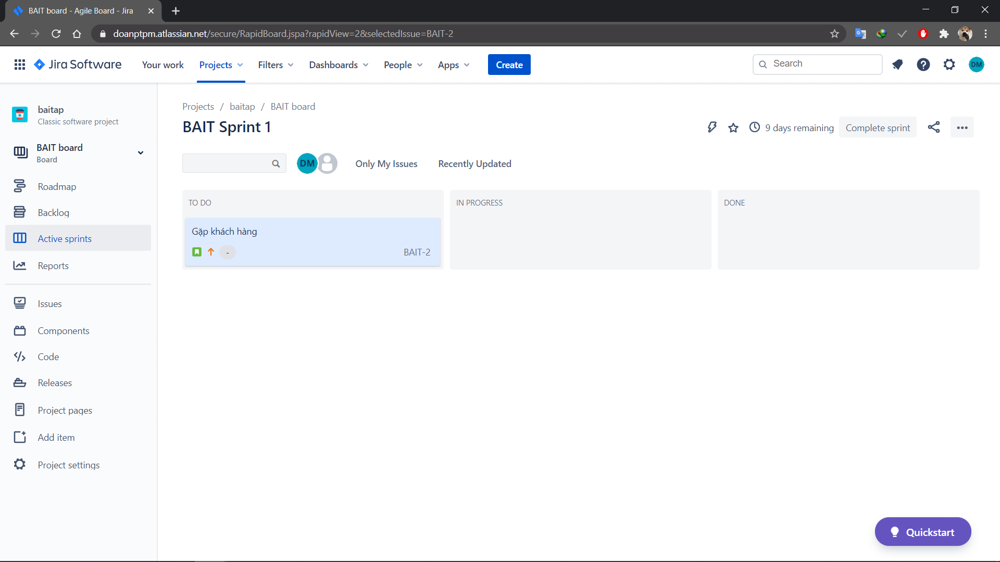 BAIT board - Agile Board - Jira
doanptpm.atlassian.net/secure/RapidBoard.jspa?rapidView=2&selectedIssue=BAIT-2
Jira Software Your work Projects Filters Dashboards People Apps Create Search DM
baitap
Classic software project
BAIT board
Board
Roadmap
Backlog
Active sprints
Reports
Issues
Components
Code
Releases
Project pages
Add item
Project settings
Projects / baitap / BAIT board
BAIT Sprint 1
9 days remaining Complete sprint
DM Only My Issues Recently Updated
TO DO IN PROGRESS DONE
Gặp khách hàng
- BAIT-2
Quickstart